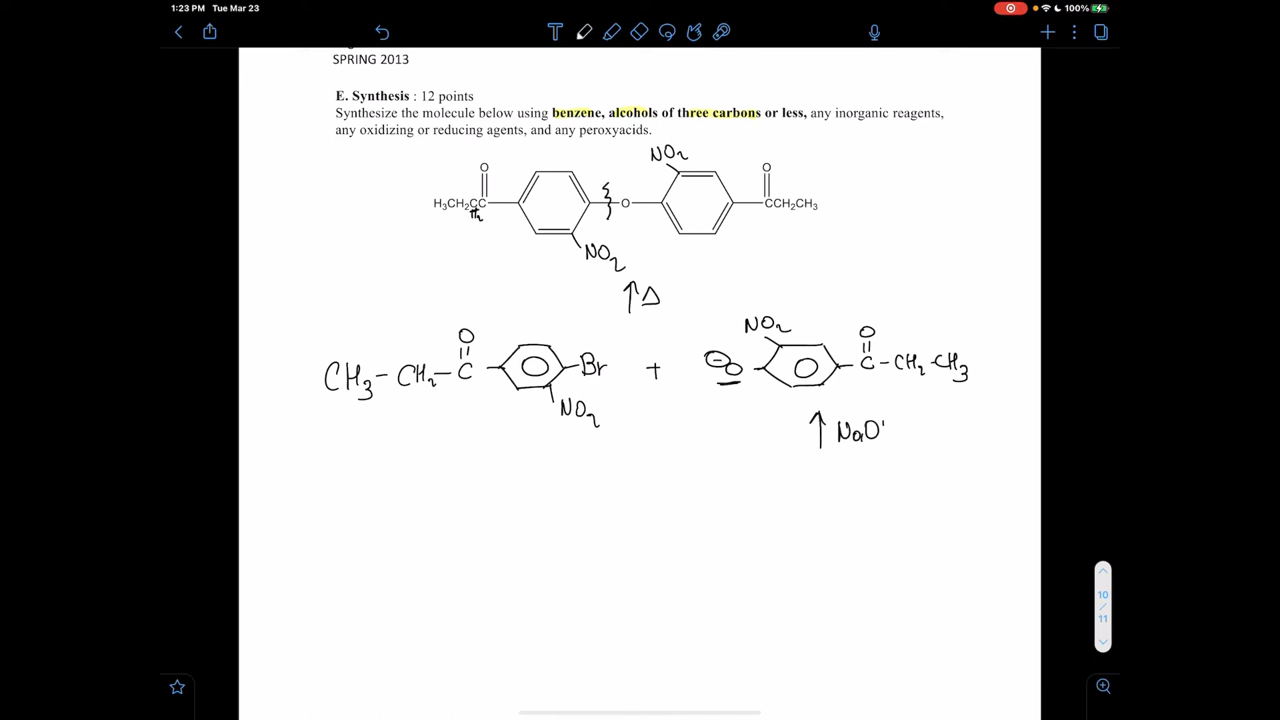 1:23 PM Tue Mar 23
100%
SPRING 2013
E. Synthesis : 12 points
Synthesize the molecule below using benzene, alcohols of three carbons or less, any inorganic reagents,
any oxidizing or reducing agents, and any peroxyacids.
NO2
O O
H3CH2CC O CCH2CH3
H2
NO2
↑ Δ
NO2
O O
CH3-CH2-C Br + ⊖O C-CH2-CH3
NO2
↑ NaO'
10
/
11